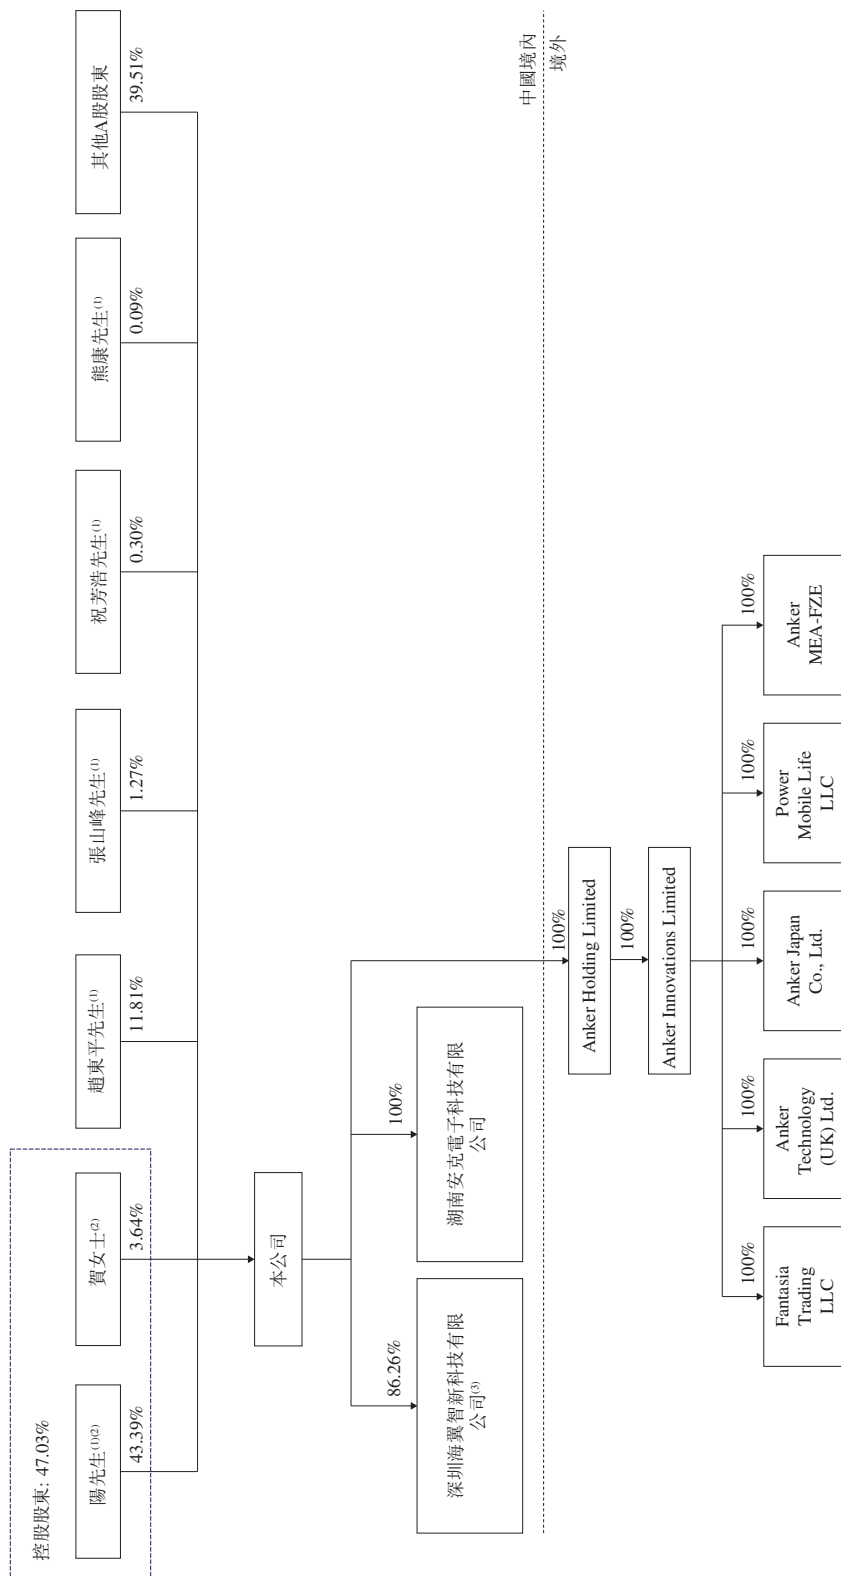 控股股東: 47.03%
陽先生(1)(2)
43.39%
賀女士(2)
3.64%
趙東平先生(1)
11.81%
張山峰先生(1)
1.27%
祝芳浩先生(1)
0.30%
熊康先生(1)
0.09%
其他A股股東
39.51%
本公司
86.26%
深圳海翼智新科技有限
公司(3)
100%
湖南安克電子科技有限
公司
中國境內
境外
100%
Anker Holding Limited
100%
Anker Innovations Limited
100%
Fantasia
Trading
LLC
100%
Anker
Technology
(UK) Ltd.
100%
Anker Japan
Co., Ltd.
100%
Power
Mobile Life
LLC
100%
Anker
MEA-FZE